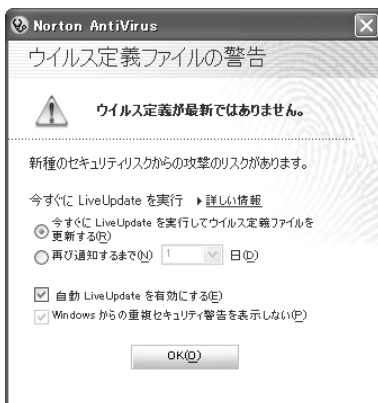 Norton AntiVirus
ウイルス定義ファイルの警告
ウイルス定義が最新ではありません。
新種のセキュリティリスクからの攻撃のリスクがあります。
今すぐに LiveUpdate を実行 詳しい情報
今すぐに LiveUpdate を実行してウイルス定義ファイルを
更新する(R)
再び通知するまで(N) 1 日(D)
自動 LiveUpdate を有効にする(E)
Windows からの重複セキュリティ警告を表示しない(P)
OK(O)